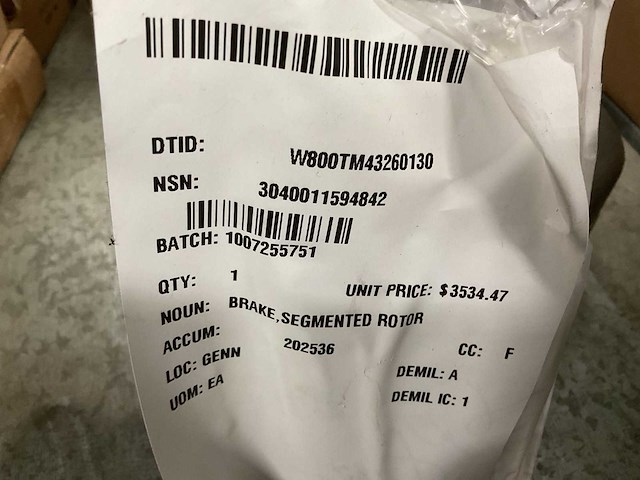 DTID: W800TM43260130
NSN: 3040011594842
BATCH: 1007255751
QTY: 1 UNIT PRICE: $3534.47
NOUN: BRAKE,SEGMENTED ROTOR
ACCUM: 202536 CC: F
LOC: GENN DEMIL: A
UOM: EA DEMIL IC: 1